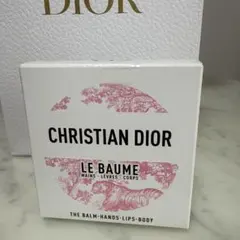 DIOR
CHRISTIAN DIOR
LE BAUME
MAINS · LÈVRES · CORPS
THE BALM·HANDS·LIPS·BODY